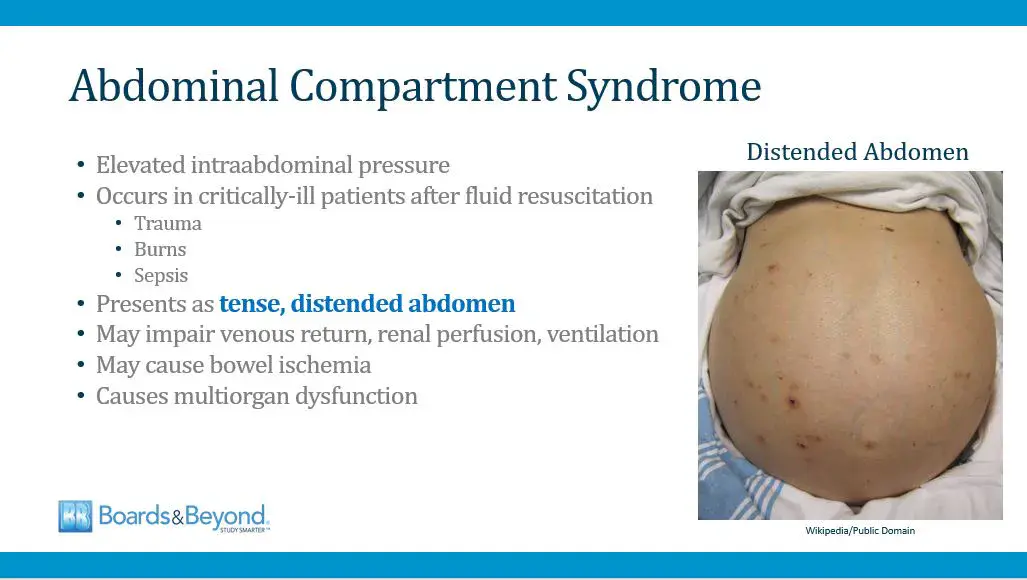 Abdominal Compartment Syndrome
• Elevated intraabdominal pressure
• Occurs in critically-ill patients after fluid resuscitation
• Trauma
• Burns
• Sepsis
• Presents as tense, distended abdomen
• May impair venous return, renal perfusion, ventilation
• May cause bowel ischemia
• Causes multiorgan dysfunction
Distended Abdomen
Wikipedia/Public Domain
BB Boards&Beyond.
STUDY SMARTER™